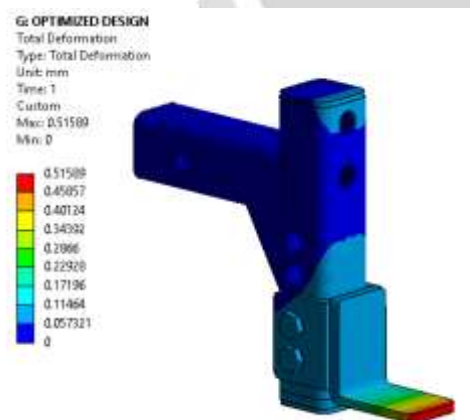 G: OPTIMIZED DESIGN
Total Deformation
Type: Total Deformation
Unit: mm
Time: 1
Custom
Max: 0.51589
Min: 0
0.51589
0.45857
0.40124
0.34392
0.2866
0.22928
0.17196
0.11464
0.057321
0